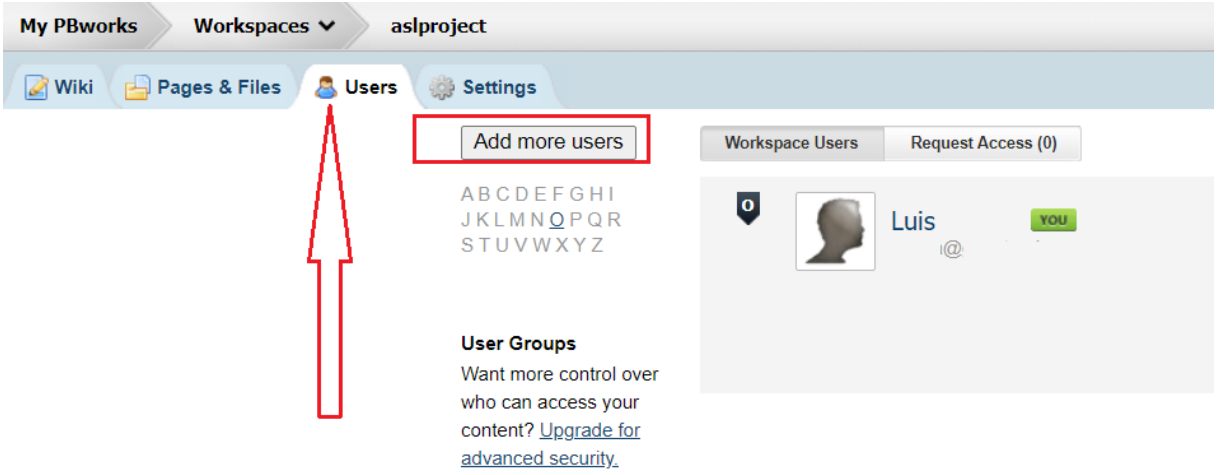 My PBworks Workspaces aslproject
Wiki Pages & Files Users Settings
Add more users
A B C D E F G H I
J K L M N O P Q R
S T U V W X Y Z
User Groups
Want more control over
who can access your
content? Upgrade for
advanced security.
Workspace Users Request Access (0)
O
Luis YOU
@